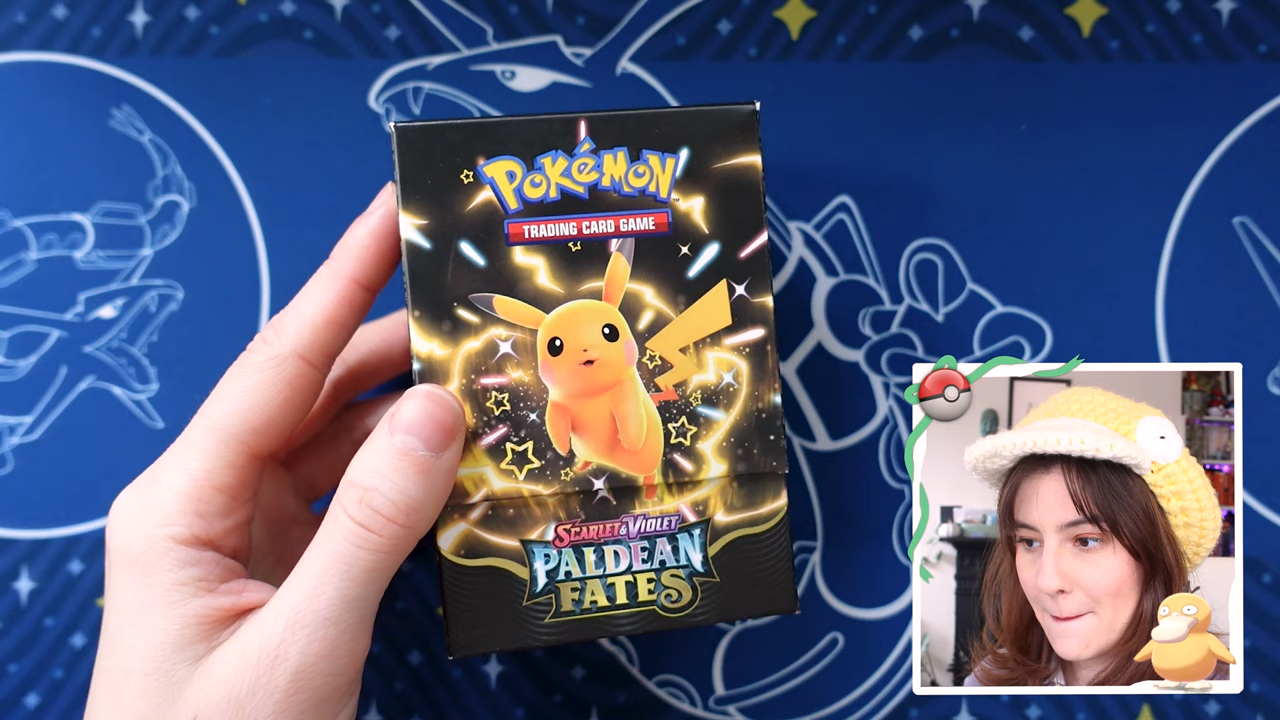 POKéMON
TRADING CARD GAME
SCARLET & VIOLET
PALDEAN
FATES